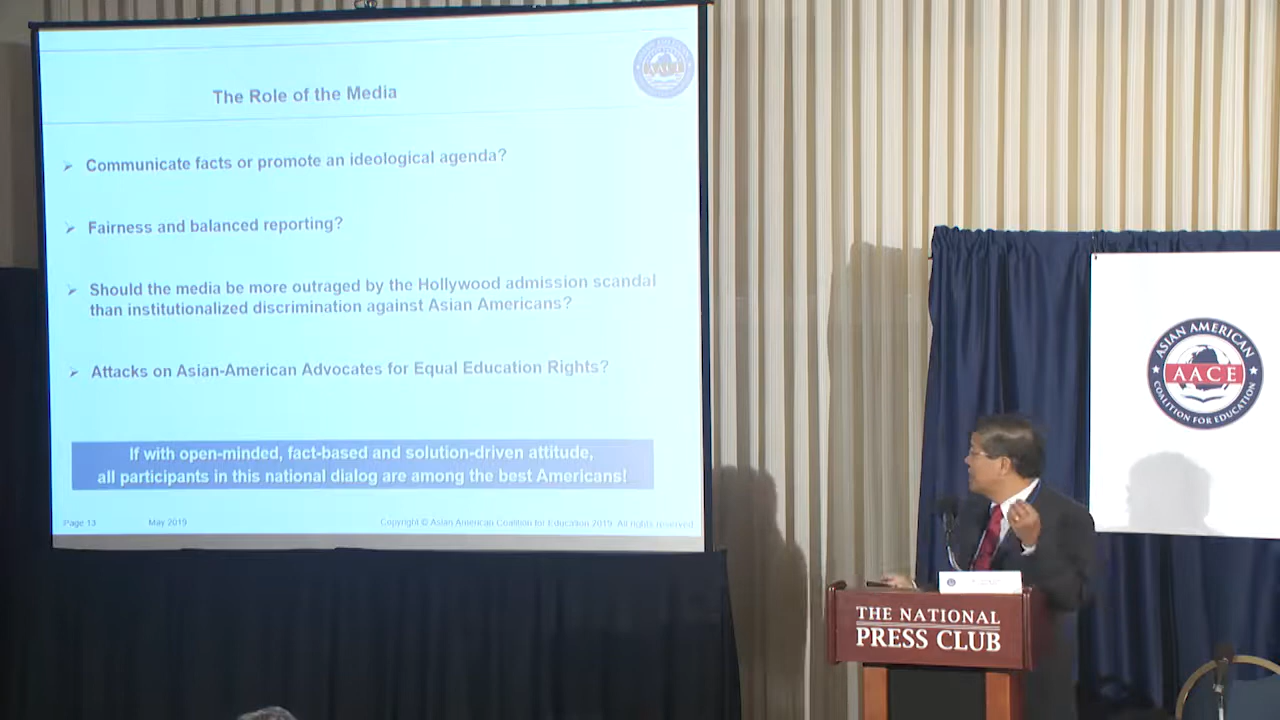 AACE
The Role of the Media
Communicate facts or promote an ideological agenda?
Fairness and balanced reporting?
Should the media be more outraged by the Hollywood admission scandal
than institutionalized discrimination against Asian Americans?
Attacks on Asian-American Advocates for Equal Education Rights?
If with open-minded, fact-based and solution-driven attitude,
all participants in this national dialog are among the best Americans!
Page 13 May 2019 Copyright © Asian American Coalition for Education 2019. All rights reserved
ASIAN AMERICAN
AACE
COALITION FOR EDUCATION
THE NATIONAL
PRESS CLUB